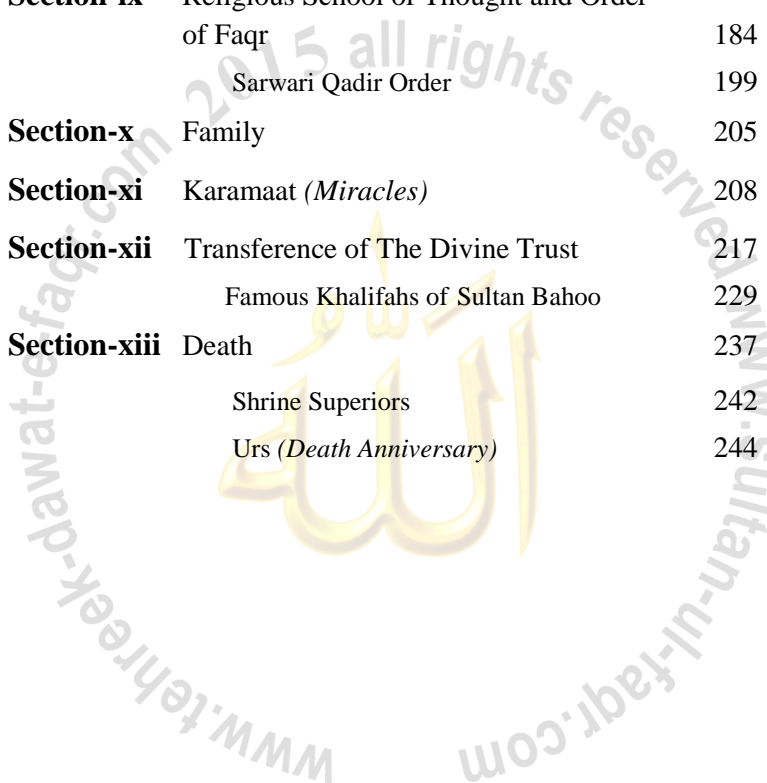 Section-ix Religious School of Thought and Order
of Faqr 184
Sarwari Qadir Order 199
Section-x Family 205
Section-xi Karamaat (Miracles) 208
Section-xii Transference of The Divine Trust 217
Famous Khalifahs of Sultan Bahoo 229
Section-xiii Death 237
Shrine Superiors 242
Urs (Death Anniversary) 244
الله
www.tehreek-dawat-e-faqr.com 2015 all rights reserved www.sultan-ul-faqr.com